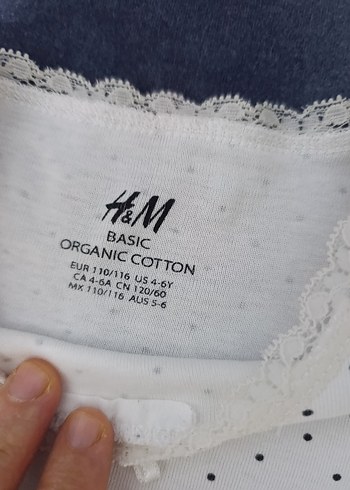 H&M
BASIC
ORGANIC COTTON
EUR 110/116 US 4-6Y
CA 4-6A CN 120/60
MX 110/116 AUS 5-6